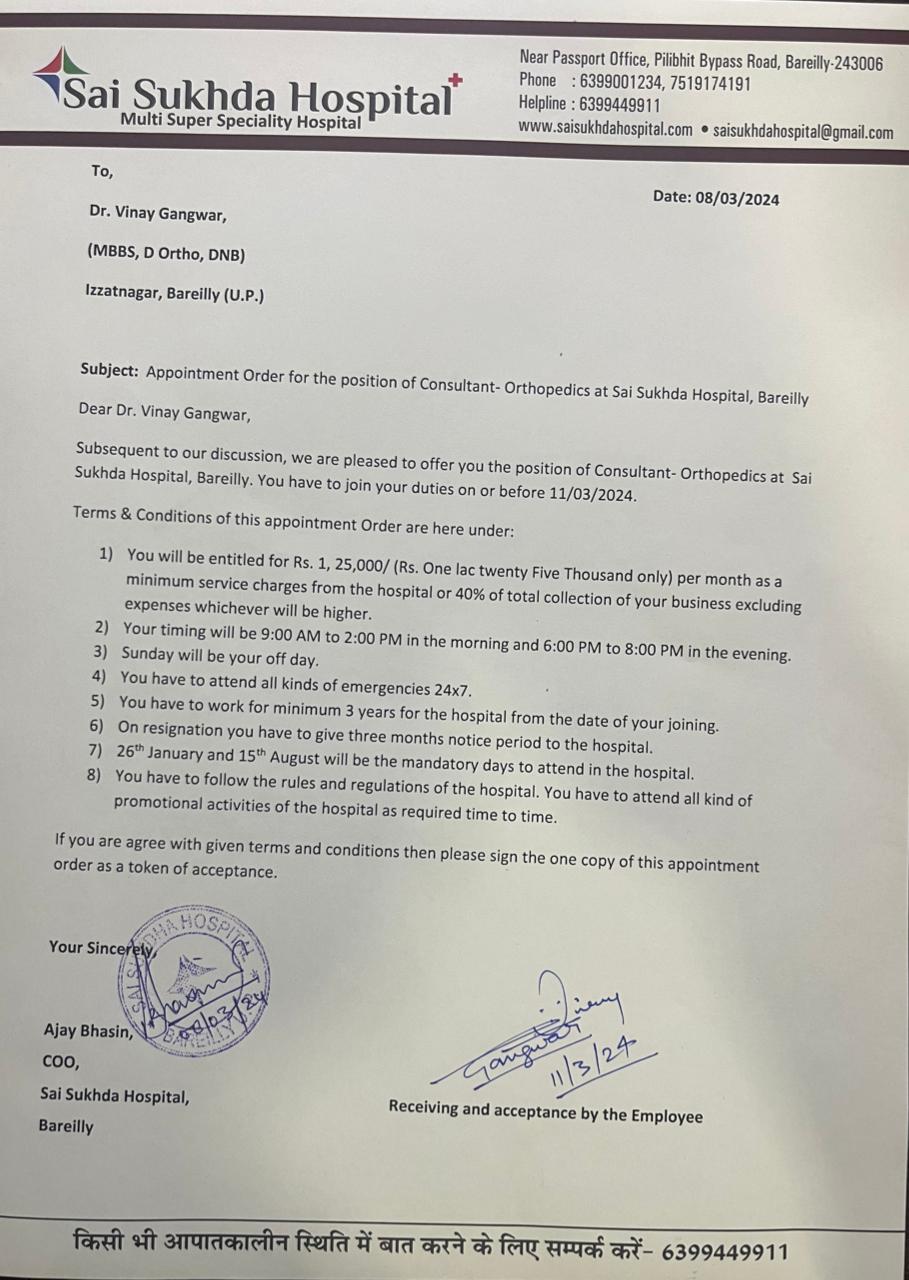 Sai Sukhda Hospital
Multi Super Speciality Hospital
Near Passport Office, Pilibhit Bypass Road, Bareilly-243006
Phone : 6399001234, 7519174191
Helpline : 6399449911
www.saisukhdahospital.com • saisukhdahospital@gmail.com
To,
Date: 08/03/2024
Dr. Vinay Gangwar,
(MBBS, D Ortho, DNB)
Izzatnagar, Bareilly (U.P.)
Subject: Appointment Order for the position of Consultant- Orthopedics at Sai Sukhda Hospital, Bareilly
Dear Dr. Vinay Gangwar,
Subsequent to our discussion, we are pleased to offer you the position of Consultant- Orthopedics at Sai
Sukhda Hospital, Bareilly. You have to join your duties on or before 11/03/2024.
Terms & Conditions of this appointment Order are here under:
1) You will be entitled for Rs. 1, 25,000/ (Rs. One lac twenty Five Thousand only) per month as a
minimum service charges from the hospital or 40% of total collection of your business excluding
expenses whichever will be higher.
2) Your timing will be 9:00 AM to 2:00 PM in the morning and 6:00 PM to 8:00 PM in the evening.
3) Sunday will be your off day.
4) You have to attend all kinds of emergencies 24x7.
5) You have to work for minimum 3 years for the hospital from the date of your joining.
6) On resignation you have to give three months notice period to the hospital.
7) 26th January and 15th August will be the mandatory days to attend in the hospital.
8) You have to follow the rules and regulations of the hospital. You have to attend all kind of
promotional activities of the hospital as required time to time.
If you are agree with given terms and conditions then please sign the one copy of this appointment
order as a token of acceptance.
Your Sincerely,
SAI SUKHDHA HOSPITAL
BAREILLY
08/03/24
Ajay Bhasin,
COO,
Sai Sukhda Hospital,
Bareilly
Gangwar
11/3/24
Receiving and acceptance by the Employee
किसी भी आपातकालीन स्थिति में बात करने के लिए सम्पर्क करें– 6399449911